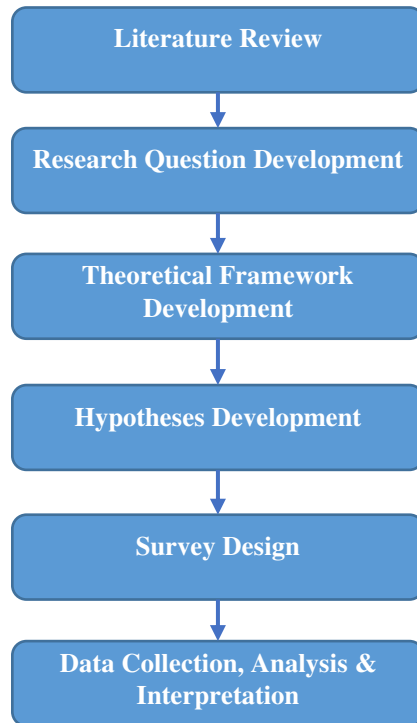 Literature Review
Research Question Development
Theoretical Framework
Development
Hypotheses Development
Survey Design
Data Collection, Analysis &
Interpretation